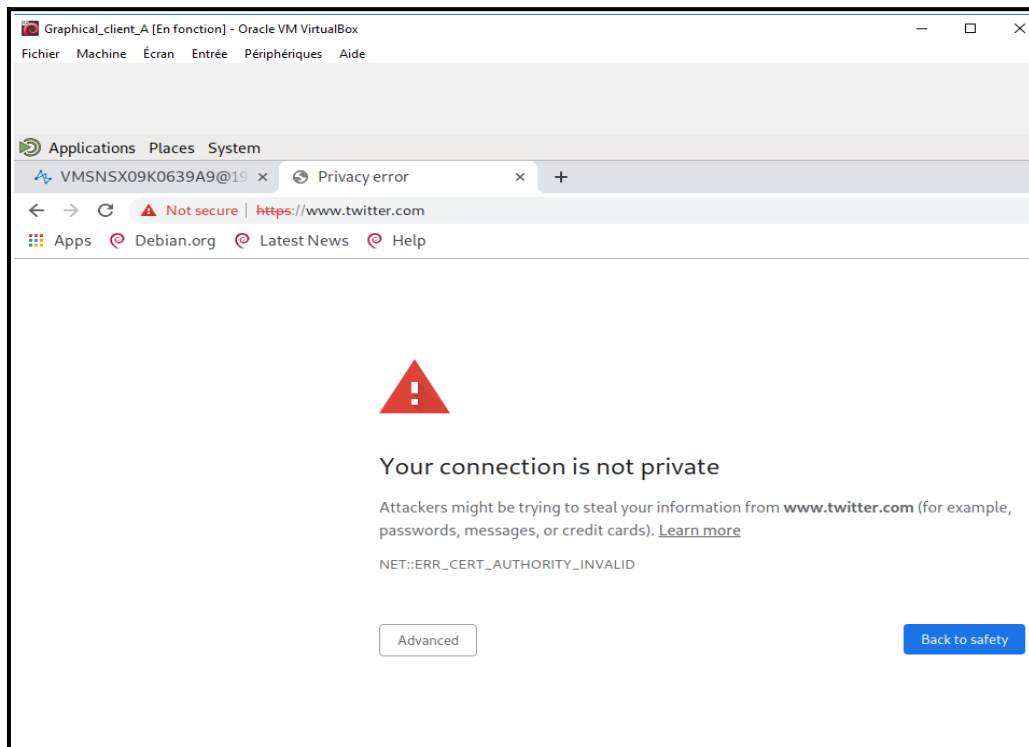 Graphical_client_A [En fonction] - Oracle VM VirtualBox
Fichier Machine Écran Entrée Périphériques Aide
Applications Places System
VMSNSX09K0639A9@19 Privacy error
Not secure | https://www.twitter.com
Apps Debian.org Latest News Help
Your connection is not private
Attackers might be trying to steal your information from www.twitter.com (for example,
passwords, messages, or credit cards). Learn more
NET::ERR_CERT_AUTHORITY_INVALID
Advanced Back to safety